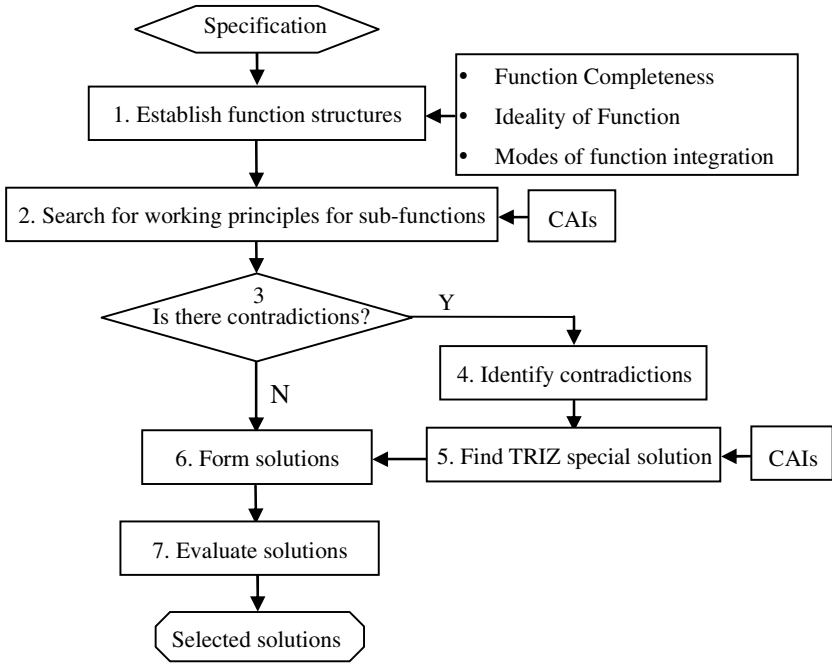 Specification
• Function Completeness
1. Establish function structures
• Ideality of Function
• Modes of function integration
2. Search for working principles for sub-functions
CAIs
3
Is there contradictions?
Y
4. Identify contradictions
N
6. Form solutions
5. Find TRIZ special solution
CAIs
7. Evaluate solutions
Selected solutions